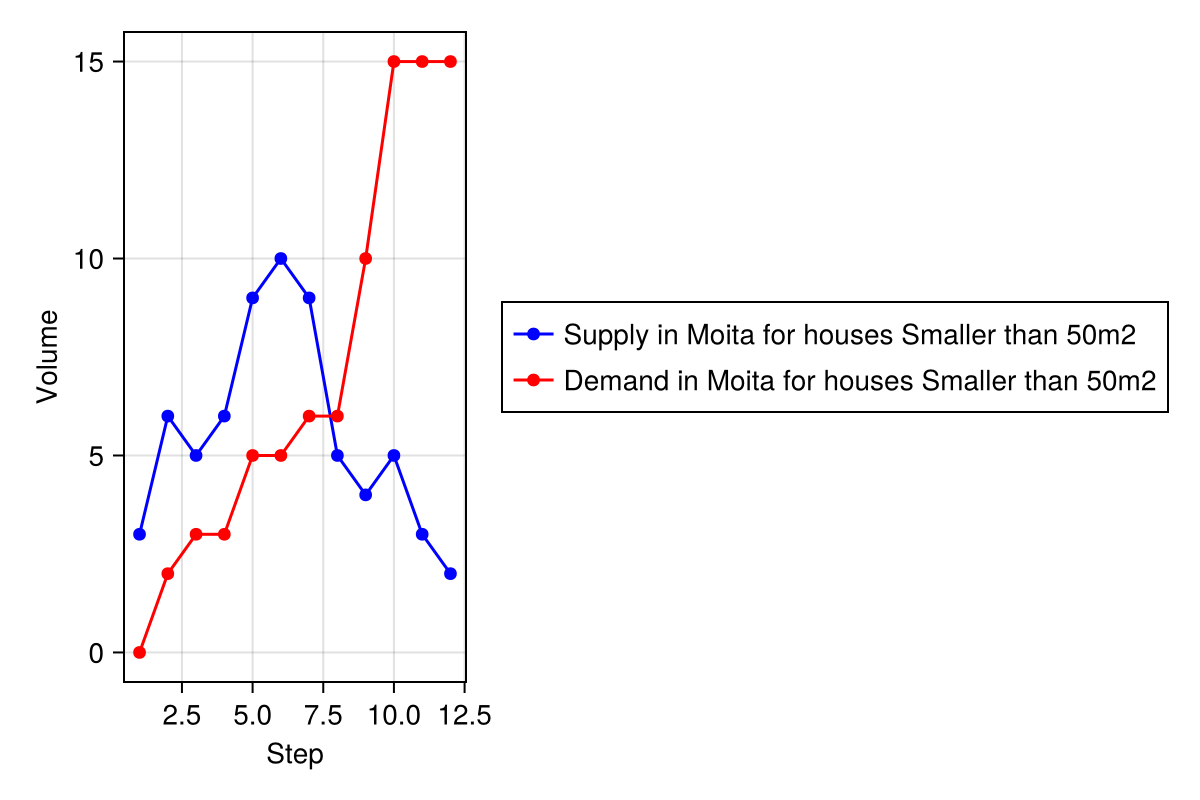 15
10
5
0
Volume
2.5 5.0 7.5 10.0 12.5
Step
Supply in Moita for houses Smaller than 50m2
Demand in Moita for houses Smaller than 50m2